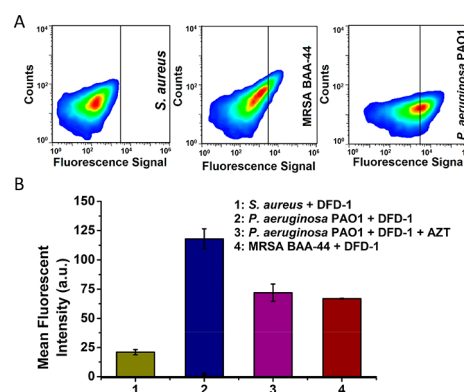 A
Counts
10⁴
10²
10⁰
10⁰ 10² 10⁴
Fluorescence Signal
S. aureus
Counts
10⁴
10²
10⁰
10⁰ 10² 10⁴
Fluorescence Signal
MRSA BAA-44
Counts
10⁴
10²
10⁰
10⁰ 10² 10⁴
Fluorescence Signal
P. aeruginosa PAO1
B
Mean Fluorescent
Intensity (a.u.)
150
125
100
75
50
25
0
1: S. aureus + DFD-1
2: P. aeruginosa PAO1 + DFD-1
3: P. aeruginosa PAO1 + DFD-1 + AZT
4: MRSA BAA-44 + DFD-1
1 2 3 4